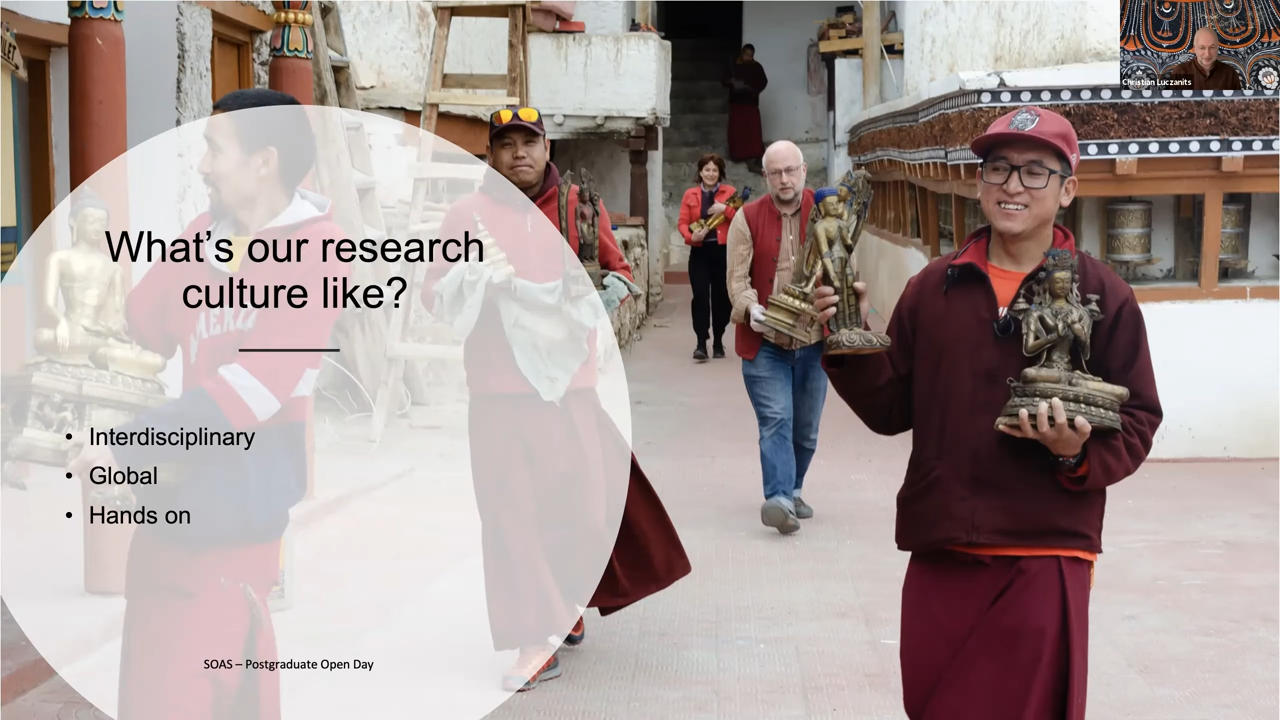 What’s our research
culture like?
• Interdisciplinary
• Global
• Hands on
SOAS – Postgraduate Open Day
Christian Luczanits